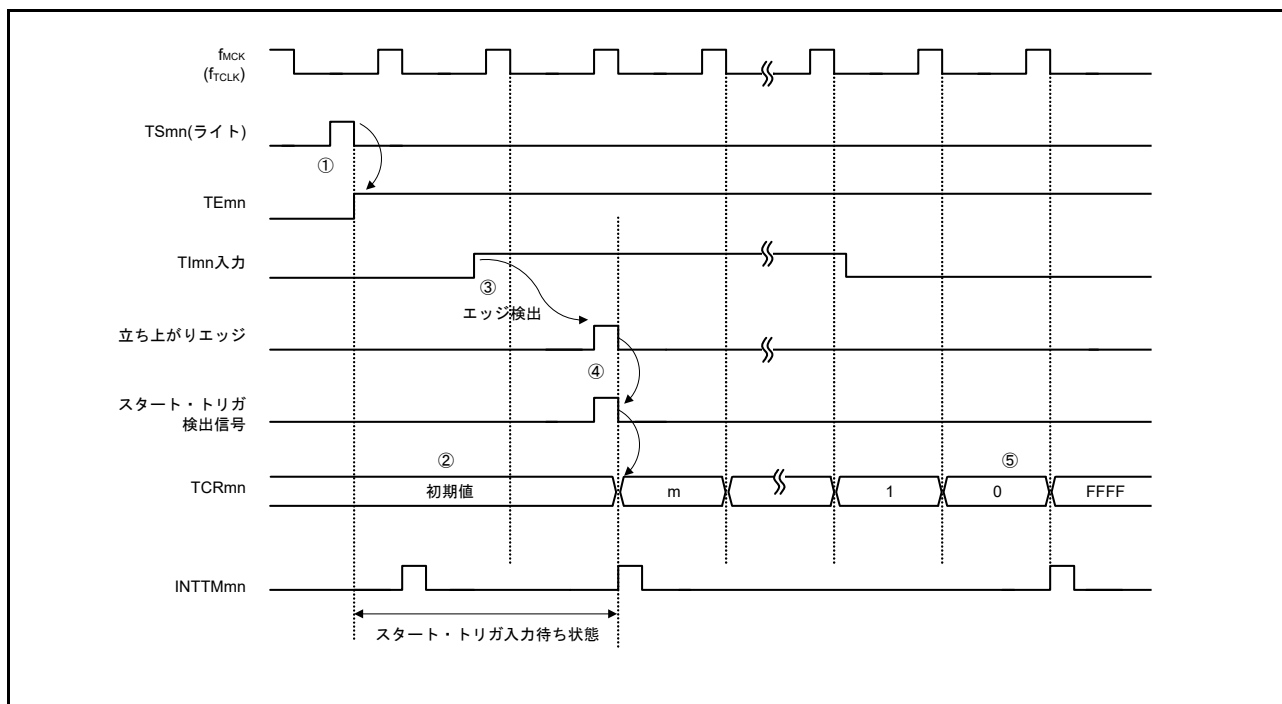 fMCK
(fTCLK)
TSmn(ライト)
①
TEmn
TImn入力
③
エッジ検出
立ち上がりエッジ
④
スタート・トリガ
検出信号
②
⑤
TCRmn
初期値
m
1
0
FFFF
INTTMmn
スタート・トリガ入力待ち状態